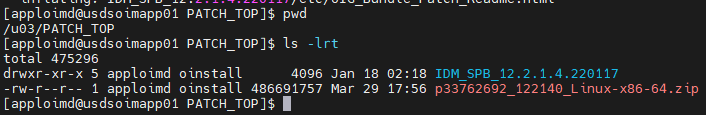 inflating: IDM_SPB_12.2.1.4.220117/etc/OIG_Bundle_Patch_Readme.html
[apploimd@usdsoimapp01 PATCH_TOP]$ pwd
/u03/PATCH_TOP
[apploimd@usdsoimapp01 PATCH_TOP]$ ls -lrt
total 475296
drwxr-xr-x 5 apploimd oinstall      4096 Jan 18 02:18 IDM_SPB_12.2.1.4.220117
-rw-r--r-- 1 apploimd oinstall 486691757 Mar 29 17:56 p33762692_122140_Linux-x86-64.zip
[apploimd@usdsoimapp01 PATCH_TOP]$